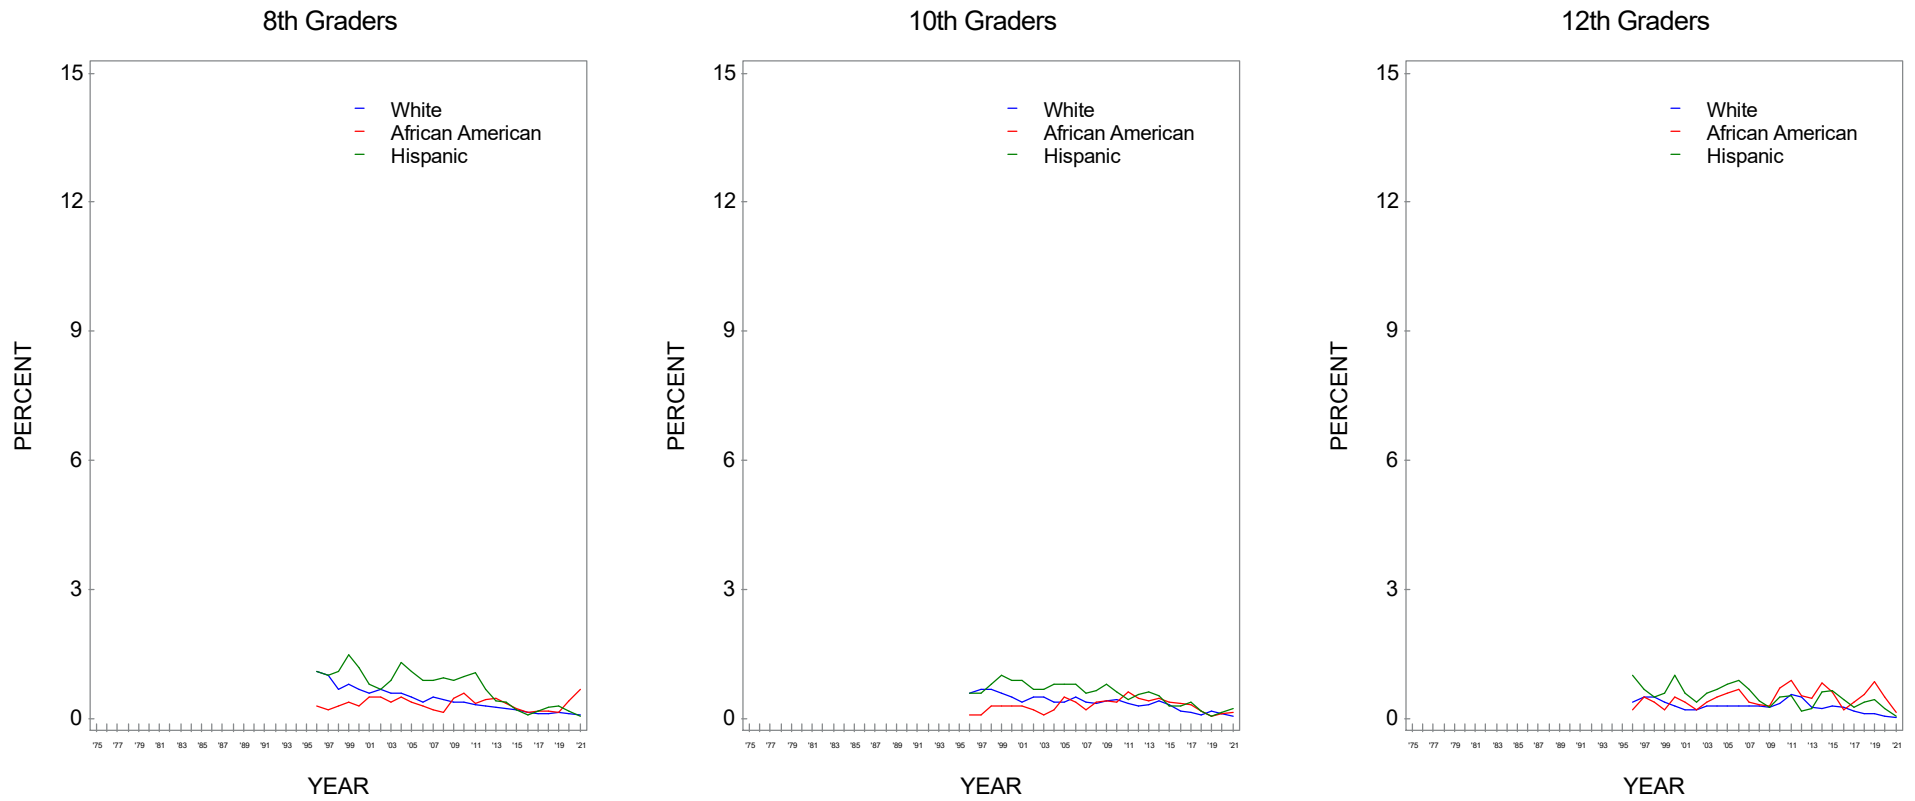 8th Graders
15
12
9
6
3
0
PERCENT
White
African American
Hispanic
'75 '77 '79 '81 '83 '85 '87 '89 '91 '93 '95 '97 '99 '01 '03 '05 '07 '09 '11 '13 '15 '17 '19 '21
YEAR
10th Graders
15
12
9
6
3
0
PERCENT
White
African American
Hispanic
'75 '77 '79 '81 '83 '85 '87 '89 '91 '93 '95 '97 '99 '01 '03 '05 '07 '09 '11 '13 '15 '17 '19 '21
YEAR
12th Graders
15
12
9
6
3
0
PERCENT
White
African American
Hispanic
'75 '77 '79 '81 '83 '85 '87 '89 '91 '93 '95 '97 '99 '01 '03 '05 '07 '09 '11 '13 '15 '17 '19 '21
YEAR